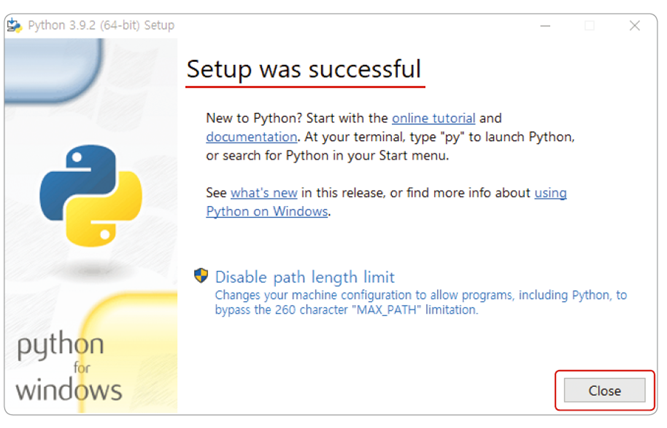 Python 3.9.2 (64-bit) Setup
Setup was successful
New to Python? Start with the online tutorial and
documentation. At your terminal, type "py" to launch Python,
or search for Python in your Start menu.
See what's new in this release, or find more info about using
Python on Windows.
Disable path length limit
Changes your machine configuration to allow programs, including Python, to
bypass the 260 character "MAX_PATH" limitation.
python
for
windows
Close